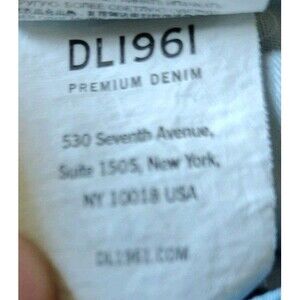 DL1961
PREMIUM DENIM
530 Seventh Avenue,
Suite 1505, New York,
NY 10018 USA
DL1961.COM